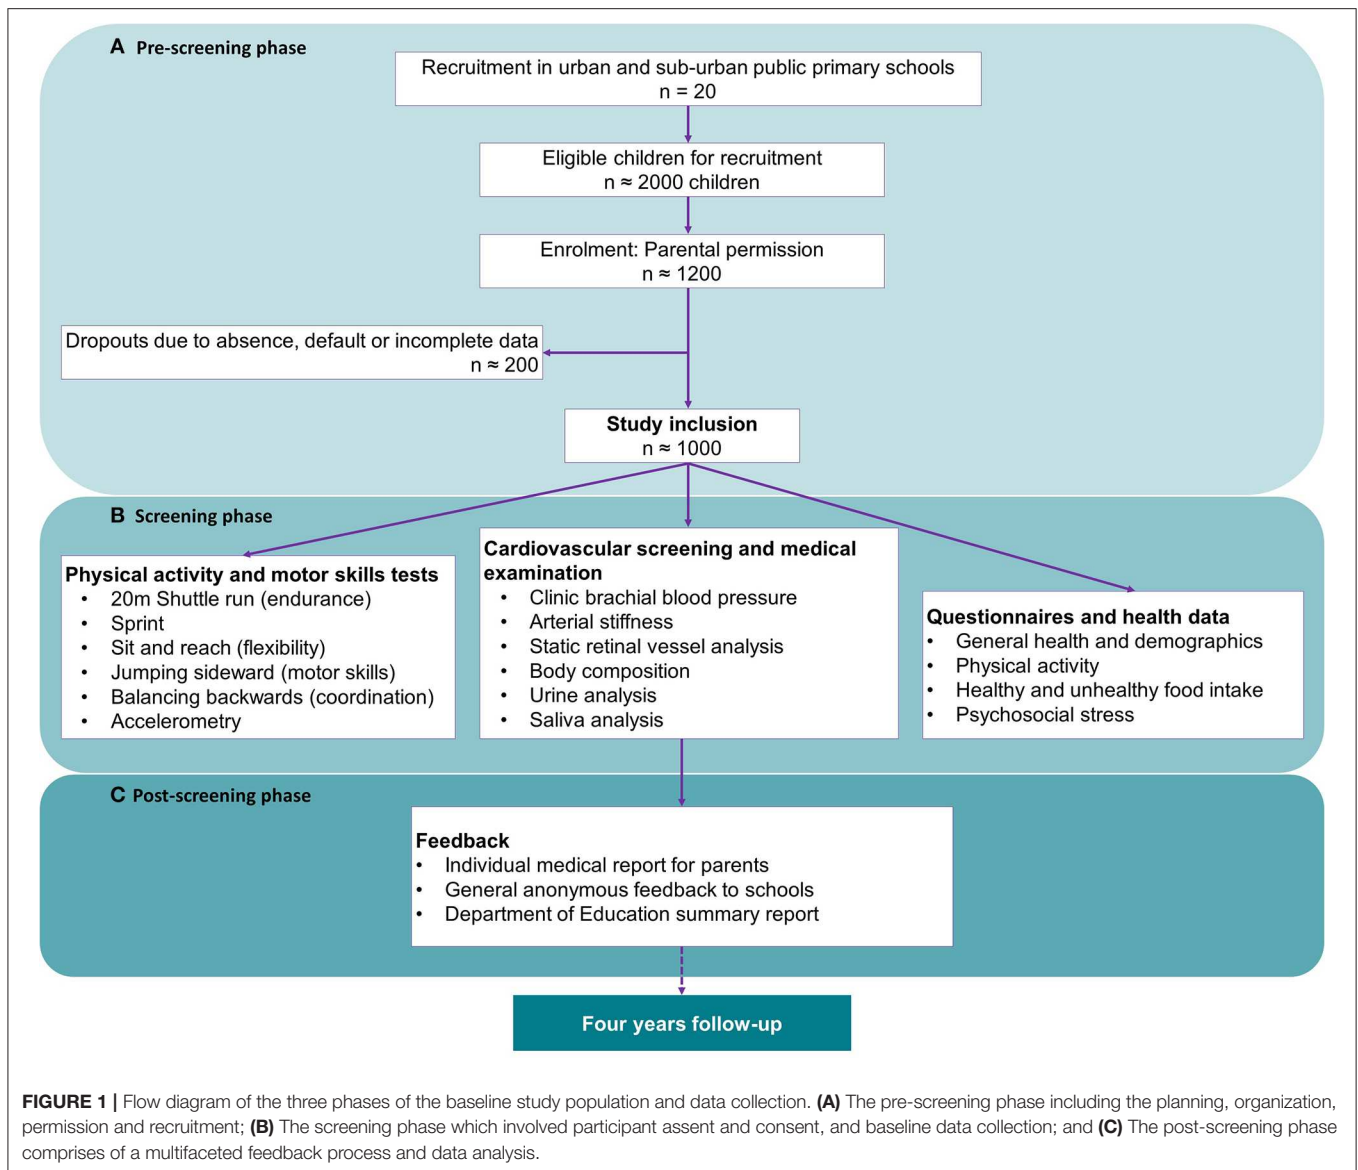 A Pre-screening phase
Recruitment in urban and sub-urban public primary schools
n = 20
Eligible children for recruitment
n ≈ 2000 children
Enrolment: Parental permission
n ≈ 1200
Dropouts due to absence, default or incomplete data
n ≈ 200
Study inclusion
n ≈ 1000
B Screening phase
Physical activity and motor skills tests
• 20m Shuttle run (endurance)
• Sprint
• Sit and reach (flexibility)
• Jumping sideward (motor skills)
• Balancing backwards (coordination)
• Accelerometry
Cardiovascular screening and medical
examination
• Clinic brachial blood pressure
• Arterial stiffness
• Static retinal vessel analysis
• Body composition
• Urine analysis
• Saliva analysis
Questionnaires and health data
• General health and demographics
• Physical activity
• Healthy and unhealthy food intake
• Psychosocial stress
C Post-screening phase
Feedback
• Individual medical report for parents
• General anonymous feedback to schools
• Department of Education summary report
Four years follow-up
FIGURE 1 | Flow diagram of the three phases of the baseline study population and data collection. (A) The pre-screening phase including the planning, organization,
permission and recruitment; (B) The screening phase which involved participant assent and consent, and baseline data collection; and (C) The post-screening phase
comprises of a multifaceted feedback process and data analysis.